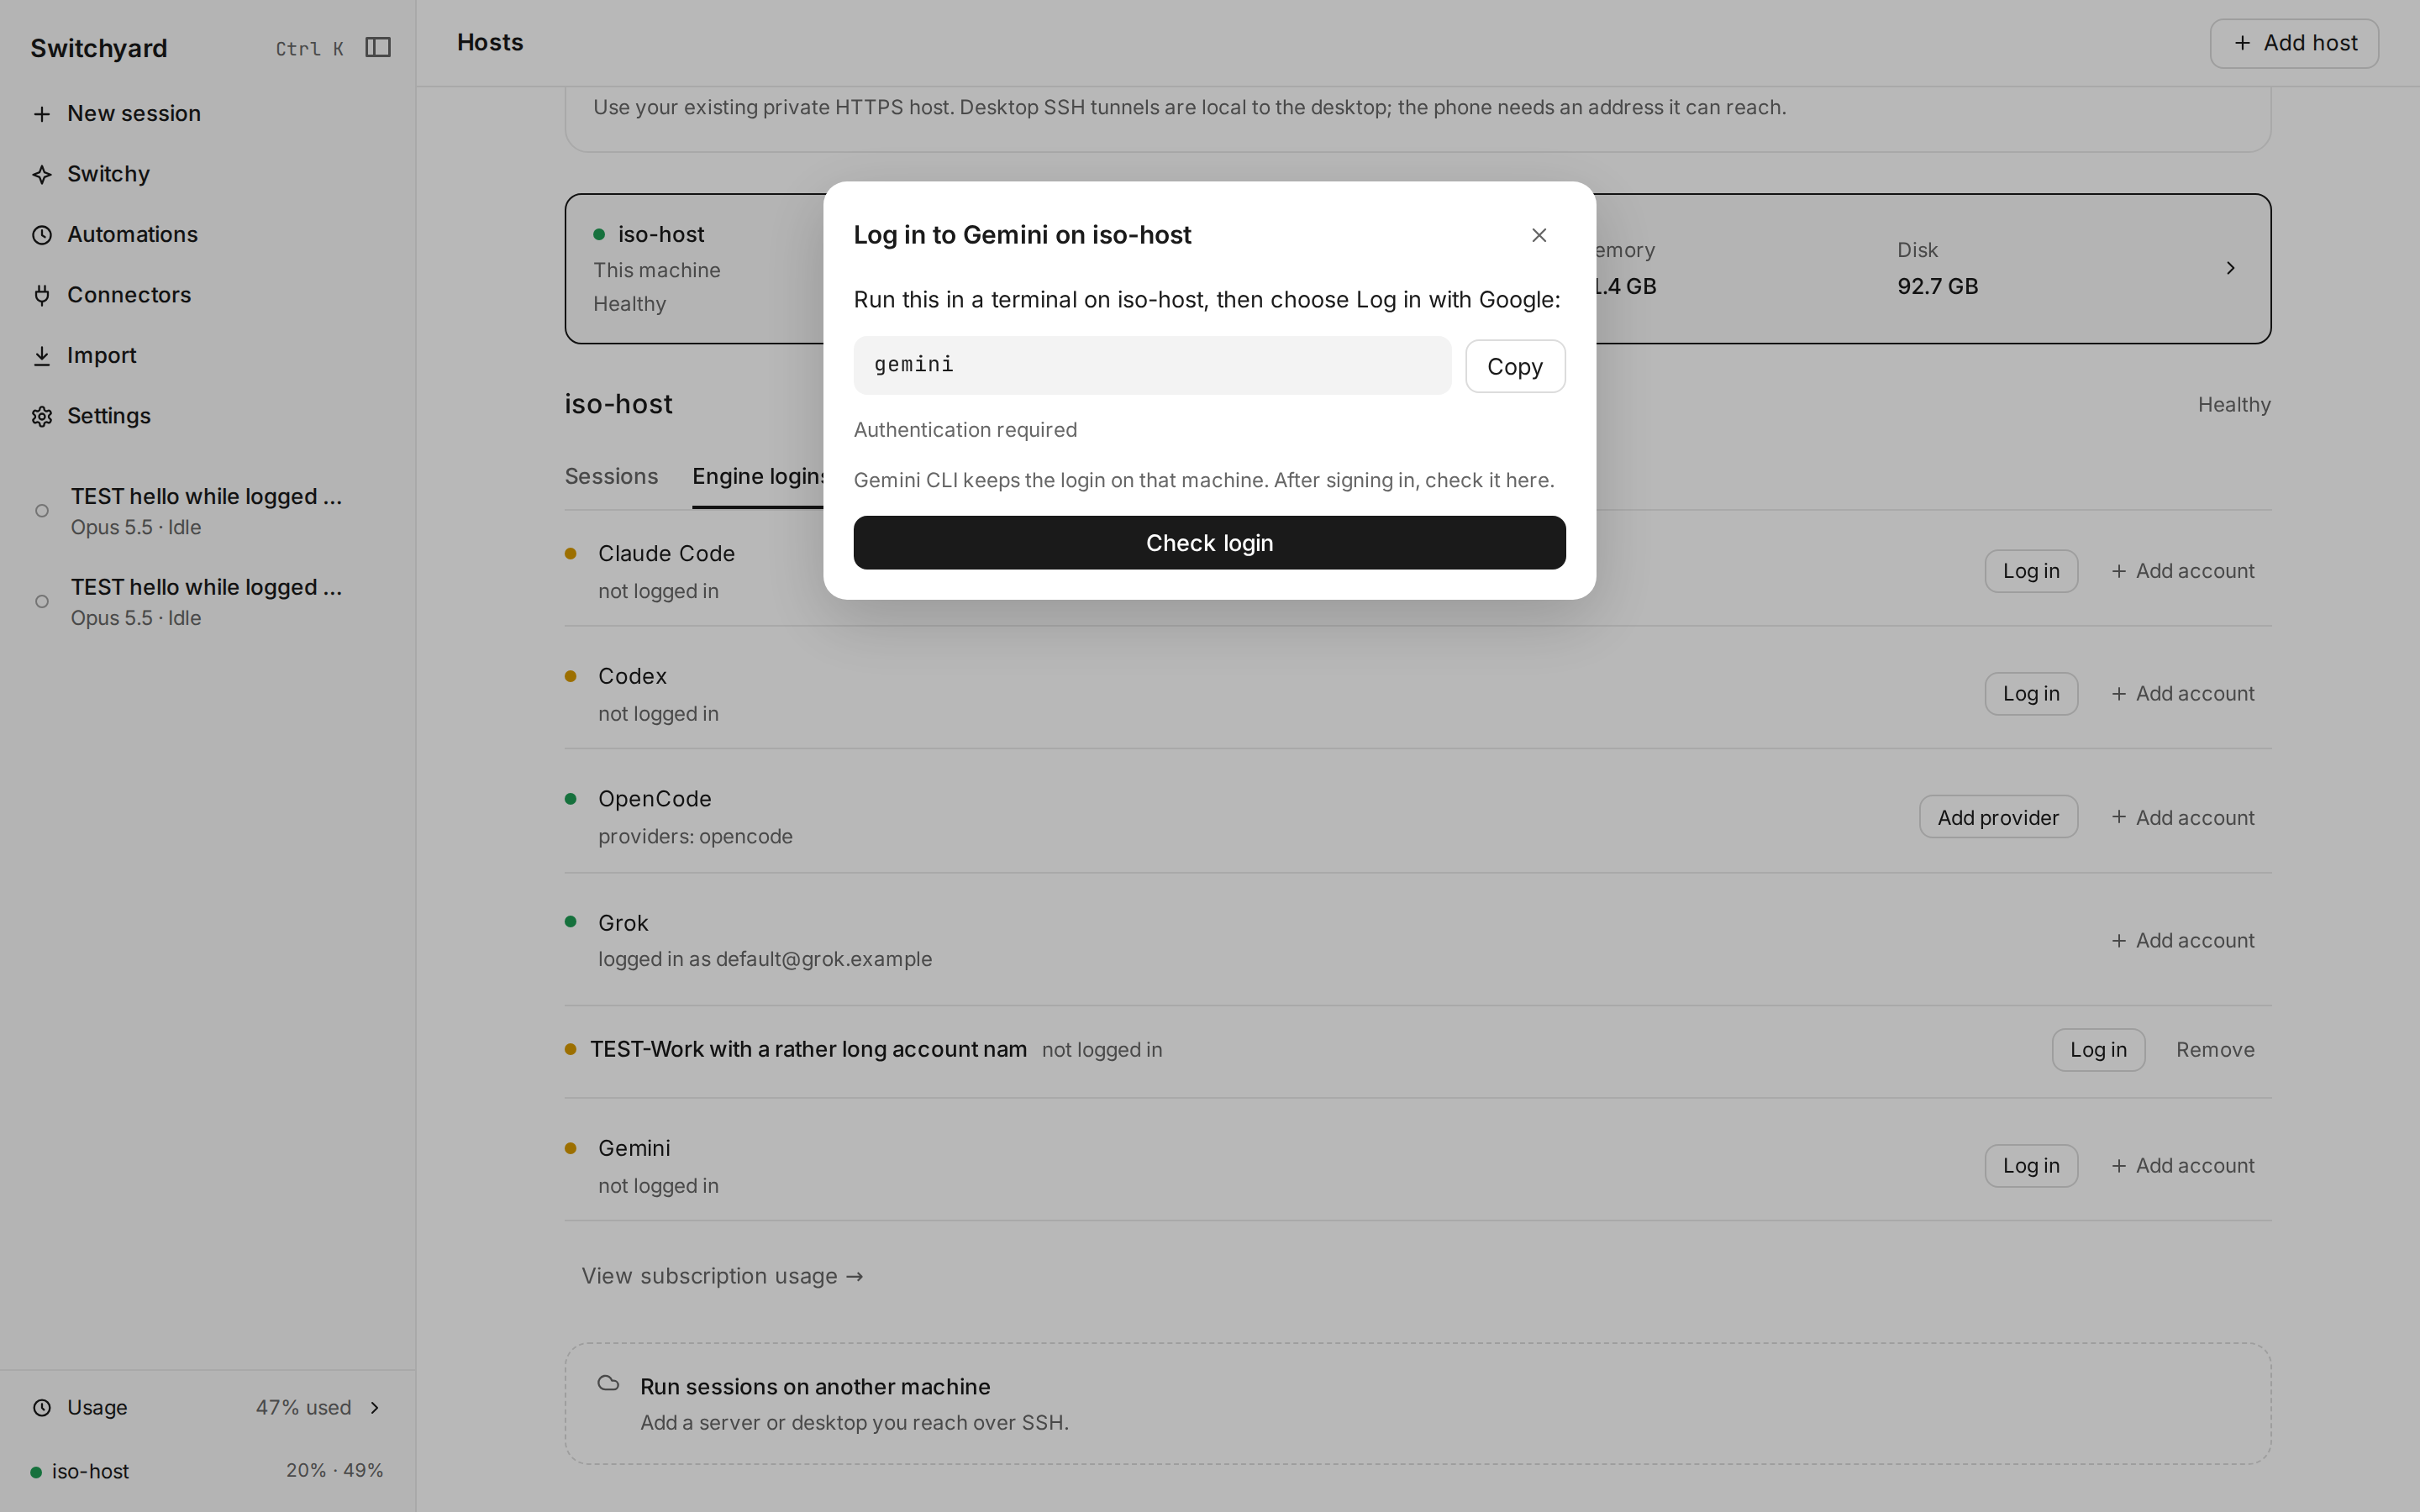 Switchyard
Ctrl K
New session
Switchy
Automations
Connectors
Import
Settings
TEST hello while logged ...
Opus 5.5 · Idle
TEST hello while logged ...
Opus 5.5 · Idle
Usage
47% used
iso-host
20% · 49%
Hosts
Add host
Use your existing private HTTPS host. Desktop SSH tunnels are local to the desktop; the phone needs an address it can reach.
iso-host
This machine
Healthy
emory
.4 GB
Disk
92.7 GB
Log in to Gemini on iso-host
Run this in a terminal on iso-host, then choose Log in with Google:
gemini
Copy
Authentication required
Gemini CLI keeps the login on that machine. After signing in, check it here.
Check login
iso-host
Healthy
Sessions
Engine logins
Claude Code
not logged in
Log in
Add account
Codex
not logged in
Log in
Add account
OpenCode
providers: opencode
Add provider
Add account
Grok
logged in as default@grok.example
Add account
TEST-Work with a rather long account nam
not logged in
Log in
Remove
Gemini
not logged in
Log in
Add account
View subscription usage →
Run sessions on another machine
Add a server or desktop you reach over SSH.